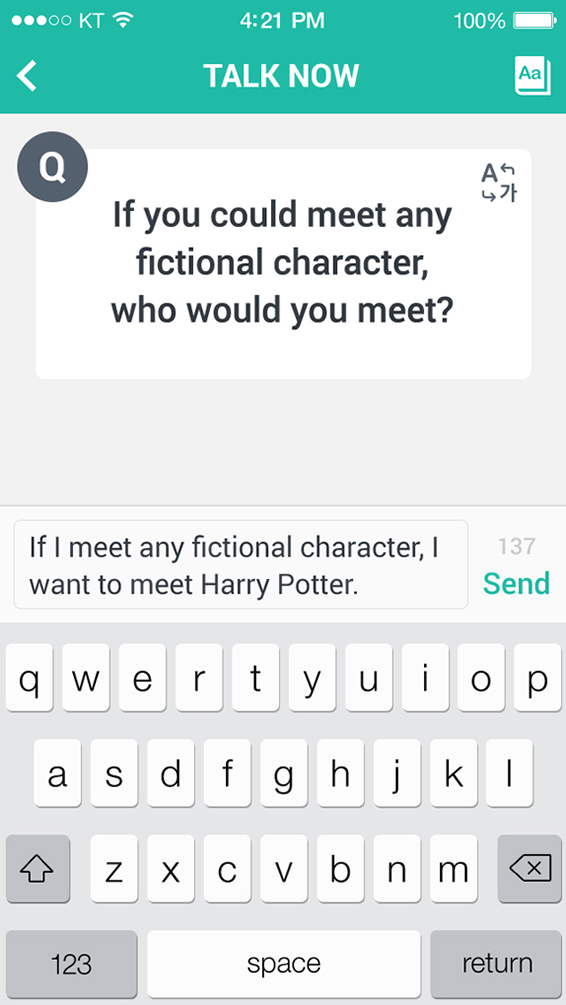 KT 4:21 PM 100%
TALK NOW
Aa
Q
A
가
If you could meet any
fictional character,
who would you meet?
If I meet any fictional character, I
want to meet Harry Potter.
137
Send
q w e r t y u i o p
a s d f g h j k l
z x c v b n m
123 space return